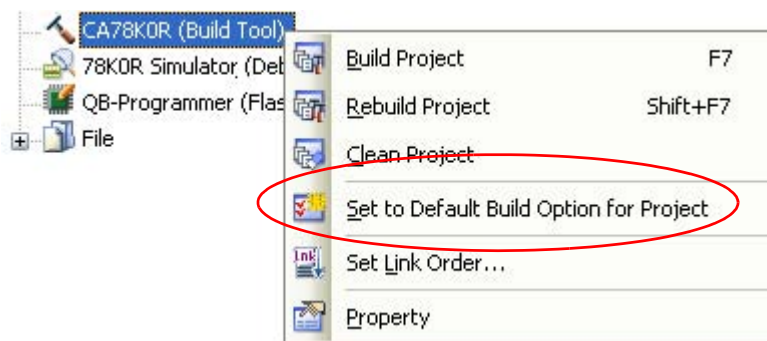 CA78K0R (Build Tool)
78K0R Simulator (Deb
QB-Programmer (Flas
File
Build Project F7
Rebuild Project Shift+F7
Clean Project
Set to Default Build Option for Project
Set Link Order...
Property